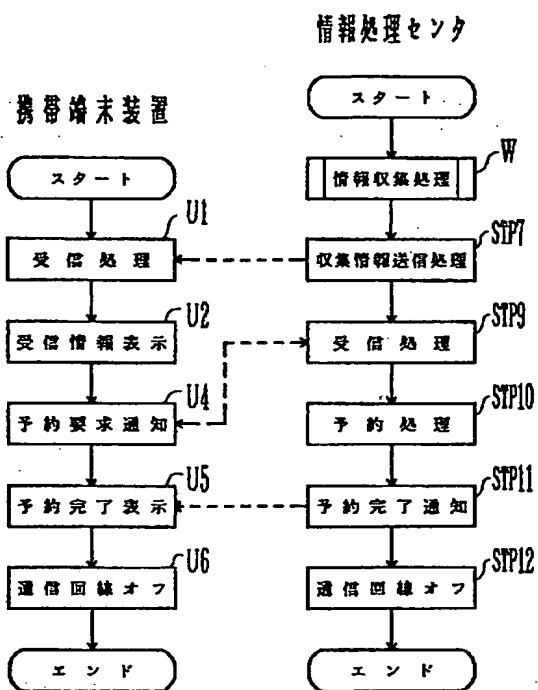 情報処理センタ
携帯端末装置
スタート
W
情報収集処理
スタート
U1
STP7
受信処理
収集情報送信処理
U2
STP9
受信情報表示
受信処理
U4
STP10
予約要求通知
予約処理
U5
STP11
予約完了表示
予約完了通知
U6
STP12
通信回線オフ
通信回線オフ
エンド
エンド